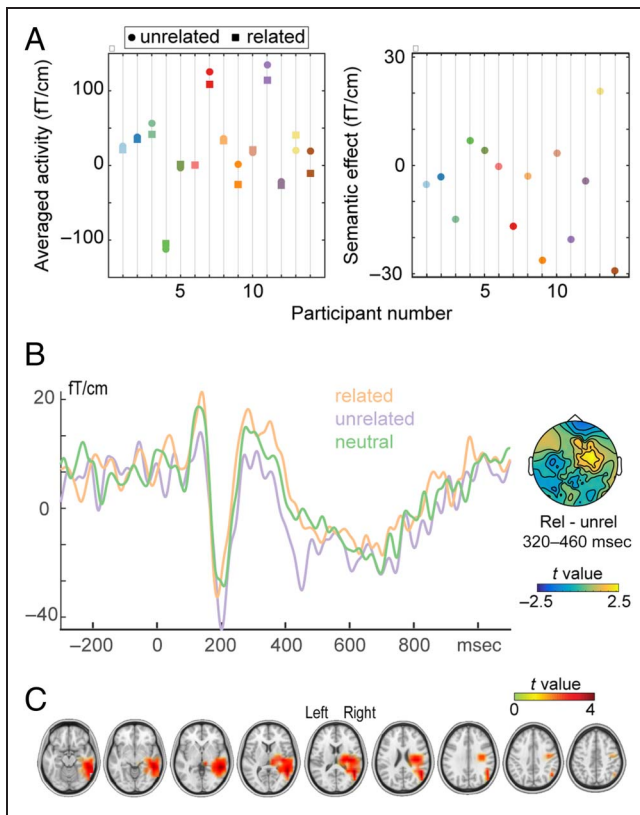 A
● unrelated ■ related
Averaged activity (fT/cm)
100
0
−100
5
10
Semantic effect (fT/cm)
30
0
−30
5
10
Participant number
B
fT/cm
20
0
−40
−200
0
200
400
600
800
msec
related
unrelated
neutral
Rel - unrel
320–460 msec
t value
−2.5
2.5
C
Left Right
t value
0
4